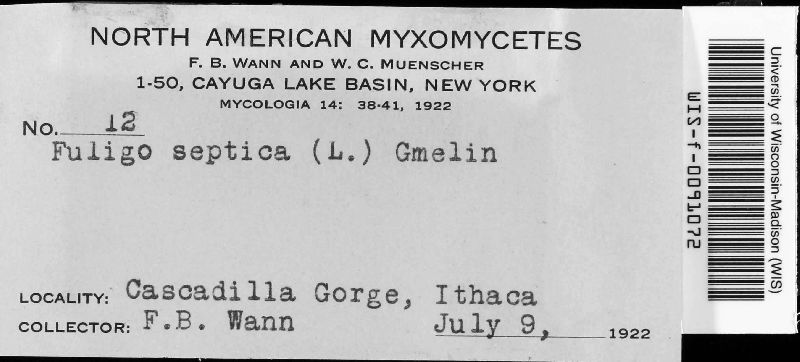 NORTH AMERICAN MYXOMYCETES
F. B. WANN AND W. C. MUENSCHER
1-50, CAYUGA LAKE BASIN, NEW YORK
MYCOLOGIA 14: 38-41, 1922
No. 12
Fuligo septica (L.) Gmelin
LOCALITY: Cascadilla Gorge, Ithaca
COLLECTOR: F.B. Wann July 9, 1922
University of Wisconsin-Madison (WIS)
WIS-f-0091072